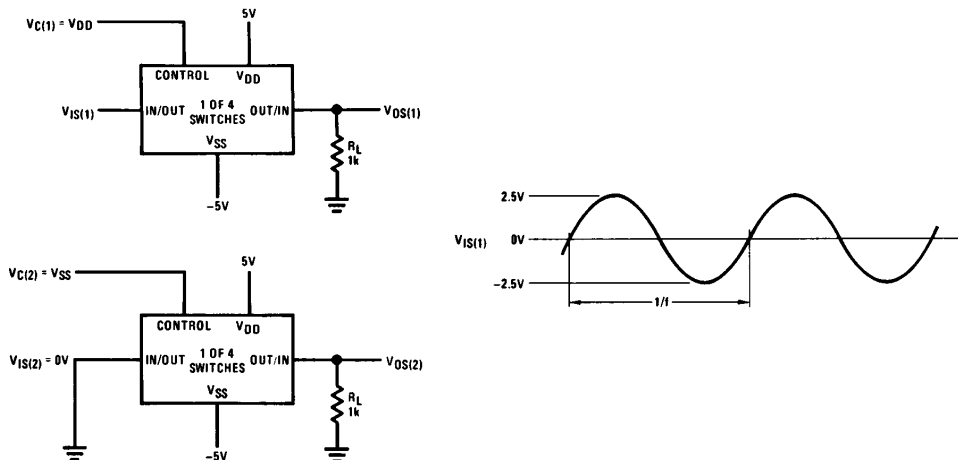 VC(1) = VDD
5V
CONTROL VDD
VIS(1)
IN/OUT 1 OF 4 OUT/IN
SWITCHES
VOS(1)
VSS
RL
1k
-5V
VC(2) = VSS
5V
CONTROL VDD
VIS(2) = 0V
IN/OUT 1 OF 4 OUT/IN
SWITCHES
VOS(2)
VSS
RL
1k
-5V
2.5V
VIS(1) 0V
-2.5V
1/f